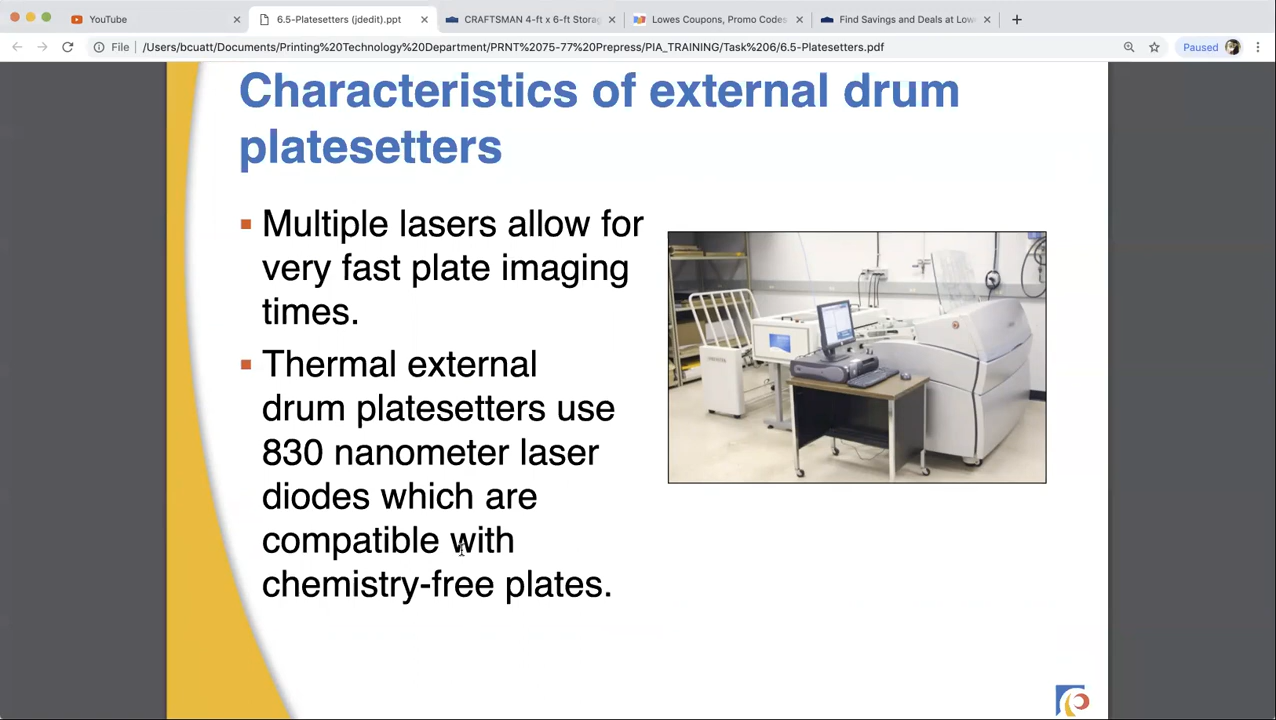 YouTube
6.5-Platesetters (jdedit).ppt
CRAFTSMAN 4-ft x 6-ft Storag
Lowes Coupons, Promo Codes
Find Savings and Deals at Low
File
/Users/bcuatt/Documents/Printing%20Technology%20Department/PRNT%2075-77%20Prepress/PIA_TRAINING/Task%206/6.5-Platesetters.pdf
Paused
Characteristics of external drum
platesetters
Multiple lasers allow for
very fast plate imaging
times.
Thermal external
drum platesetters use
830 nanometer laser
diodes which are
compatible with
chemistry-free plates.